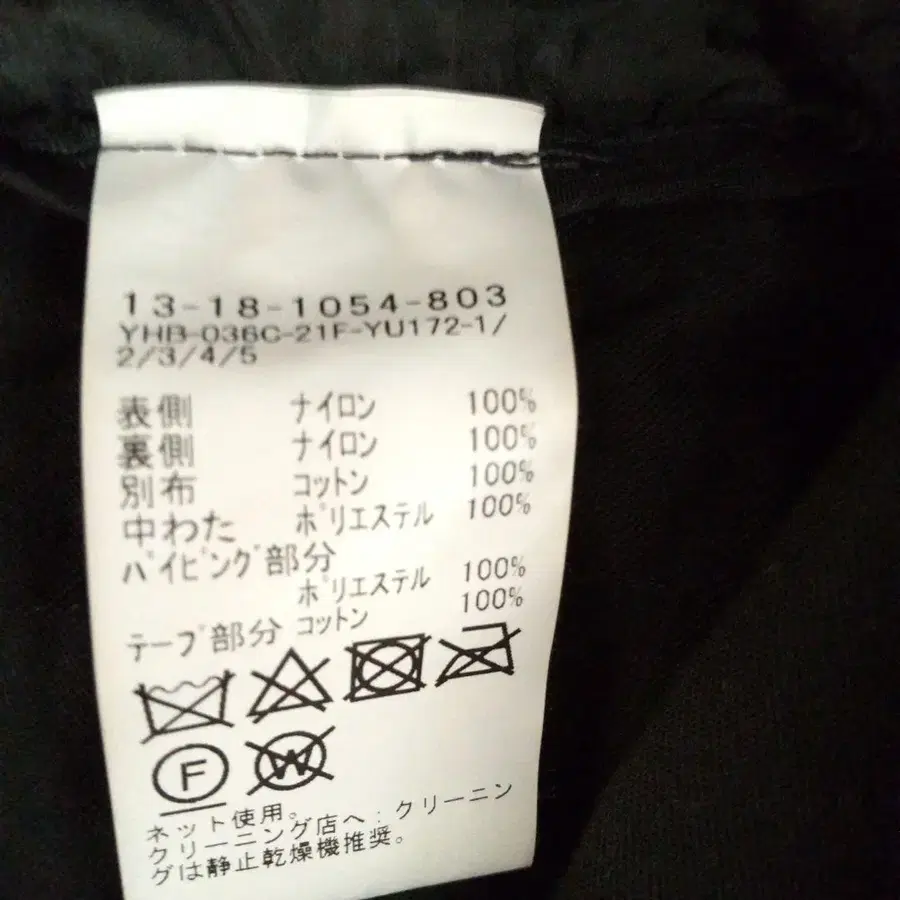 13-18-1054-803
YHB-036C-21F-YU172-1/
2/3/4/5
表側 ナイロン 100%
裏側 ナイロン 100%
別布 コットン 100%
中わた ポリエステル 100%
パイピング部分
ポリエステル 100%
テープ部分 コットン 100%
F
W
ネット使用。
クリーニング店へ:クリーニン
グは静止乾燥機推奨。